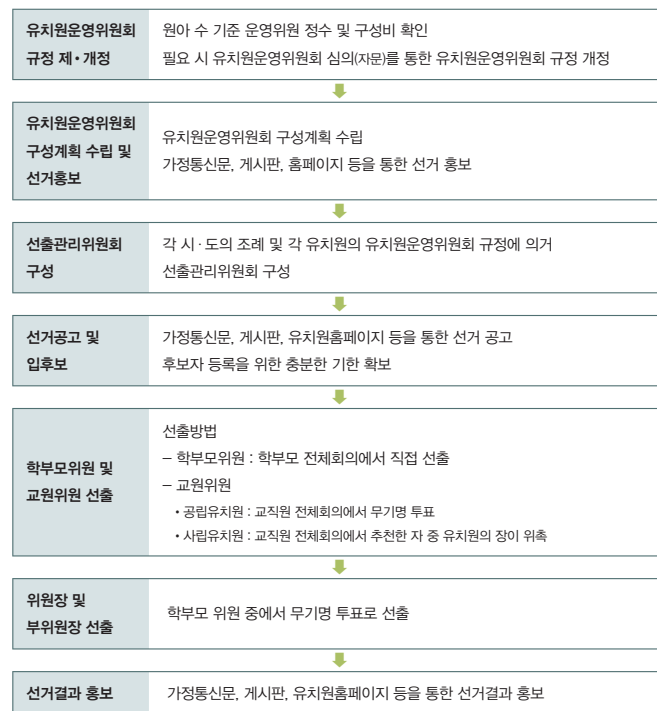 유치원운영위원회
규정 제·개정
원아 수 기준 운영위원 정수 및 구성비 확인
필요 시 유치원운영위원회 심의(자문)를 통한 유치원운영위원회 규정 개정
유치원운영위원회
구성계획 수립 및
선거홍보
유치원운영위원회 구성계획 수립
가정통신문, 게시판, 홈페이지 등을 통한 선거 홍보
선출관리위원회
구성
각 시·도의 조례 및 각 유치원의 유치원운영위원회 규정에 의거
선출관리위원회 구성
선거공고 및
입후보
가정통신문, 게시판, 유치원홈페이지 등을 통한 선거 공고
후보자 등록을 위한 충분한 기한 확보
학부모위원 및
교원위원 선출
선출방법
– 학부모위원 : 학부모 전체회의에서 직접 선출
– 교원위원
• 공립유치원 : 교직원 전체회의에서 무기명 투표
• 사립유치원 : 교직원 전체회의에서 추천한 자 중 유치원의 장이 위촉
위원장 및
부위원장 선출
학부모 위원 중에서 무기명 투표로 선출
선거결과 홍보
가정통신문, 게시판, 유치원홈페이지 등을 통한 선거결과 홍보